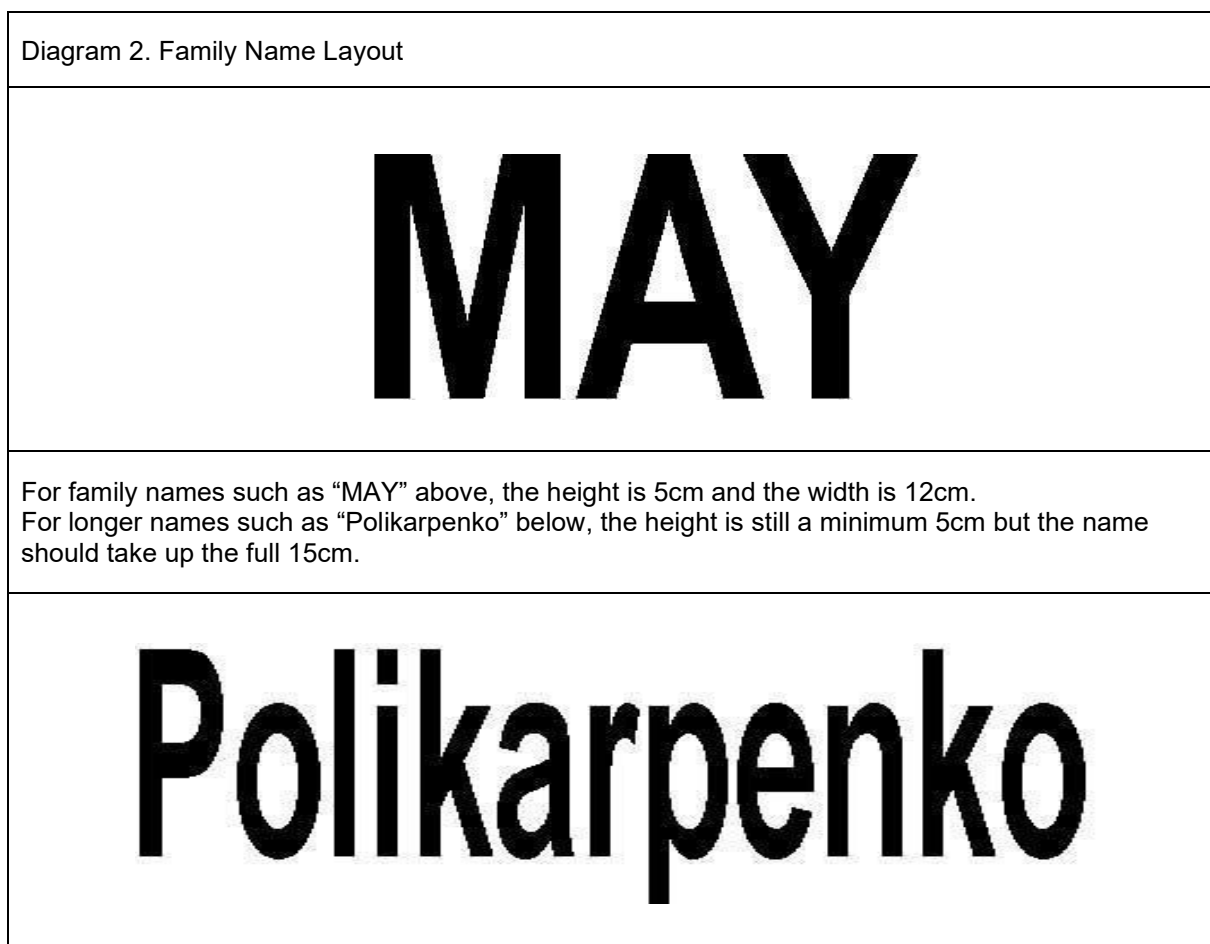 Diagram 2. Family Name Layout
MAY
For family names such as “MAY” above, the height is 5cm and the width is 12cm.
For longer names such as “Polikarpenko” below, the height is still a minimum 5cm but the name
should take up the full 15cm.
Polikarpenko